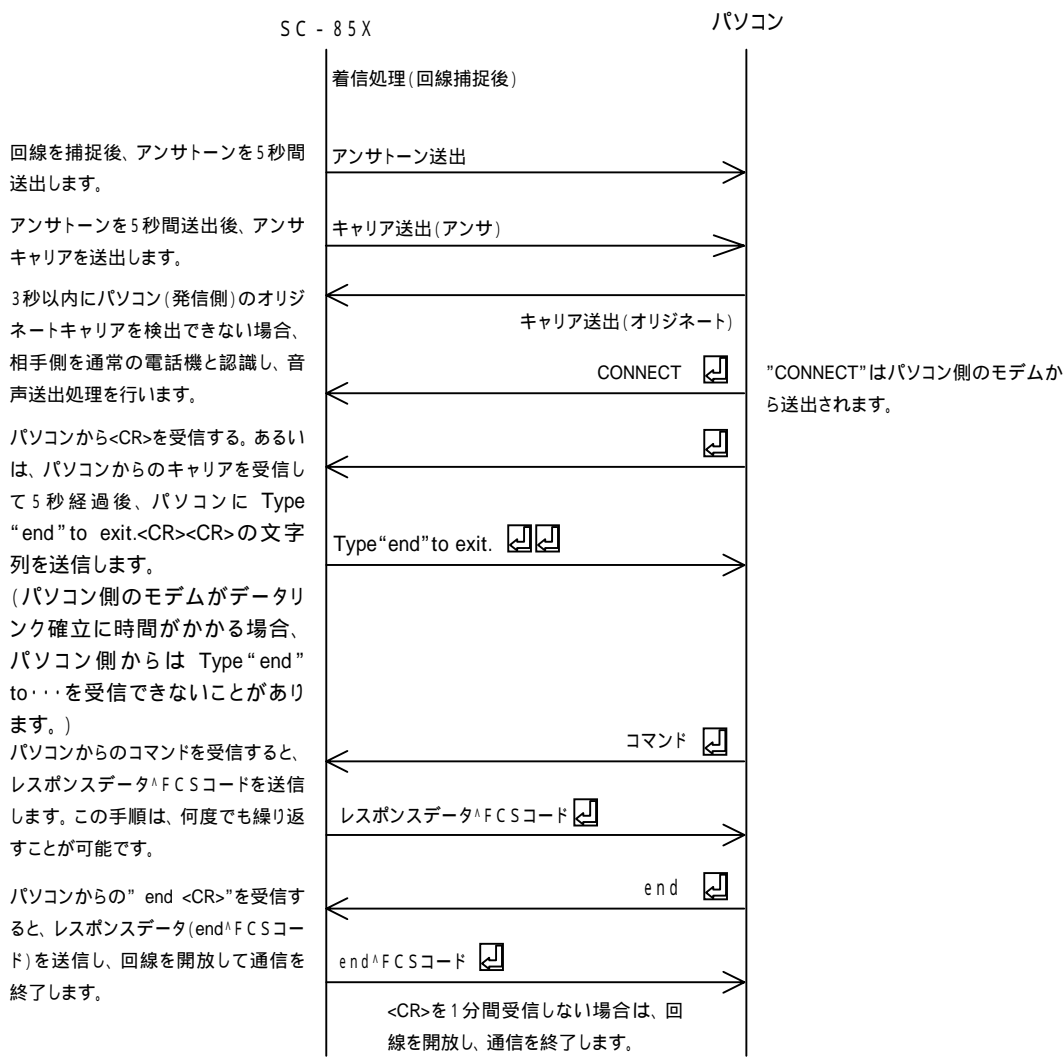 SC-85X
パソコン
着信処理(回線捕捉後)
回線を捕捉後、アンサトーンを5秒間
送出します。
アンサトーン送出
アンサトーンを5秒間送出後、アンサ
キャリアを送出します。
キャリア送出(アンサ)
3秒以内にパソコン(発信側)のオリジ
ネートキャリアを検出できない場合、
相手側を通常の電話機と認識し、音
声送出処理を行います。
キャリア送出(オリジネート)
CONNECT
”CONNECT”はパソコン側のモデムか
ら送出されます。
パソコンから<CR>を受信する。あるい
は、パソコンからのキャリアを受信し
て5秒経過後、パソコンに Type
“end”to exit.<CR><CR>の文字
列を送信します。
(パソコン側のモデムがデータリ
ンク確立に時間がかかる場合、
パソコン側からは Type“end”
to・・・を受信できないことがあり
ます。)
Type“end”to exit.
コマンド
パソコンからのコマンドを受信すると、
レスポンスデータ^FCSコードを送信
します。この手順は、何度でも繰り返
すことが可能です。
レスポンスデータ^FCSコード
end
パソコンからの” end <CR>”を受信す
ると、レスポンスデータ(end^FCSコー
ド)を送信し、回線を開放して通信を
終了します。
end^FCSコード
<CR>を1分間受信しない場合は、回
線を開放し、通信を終了します。